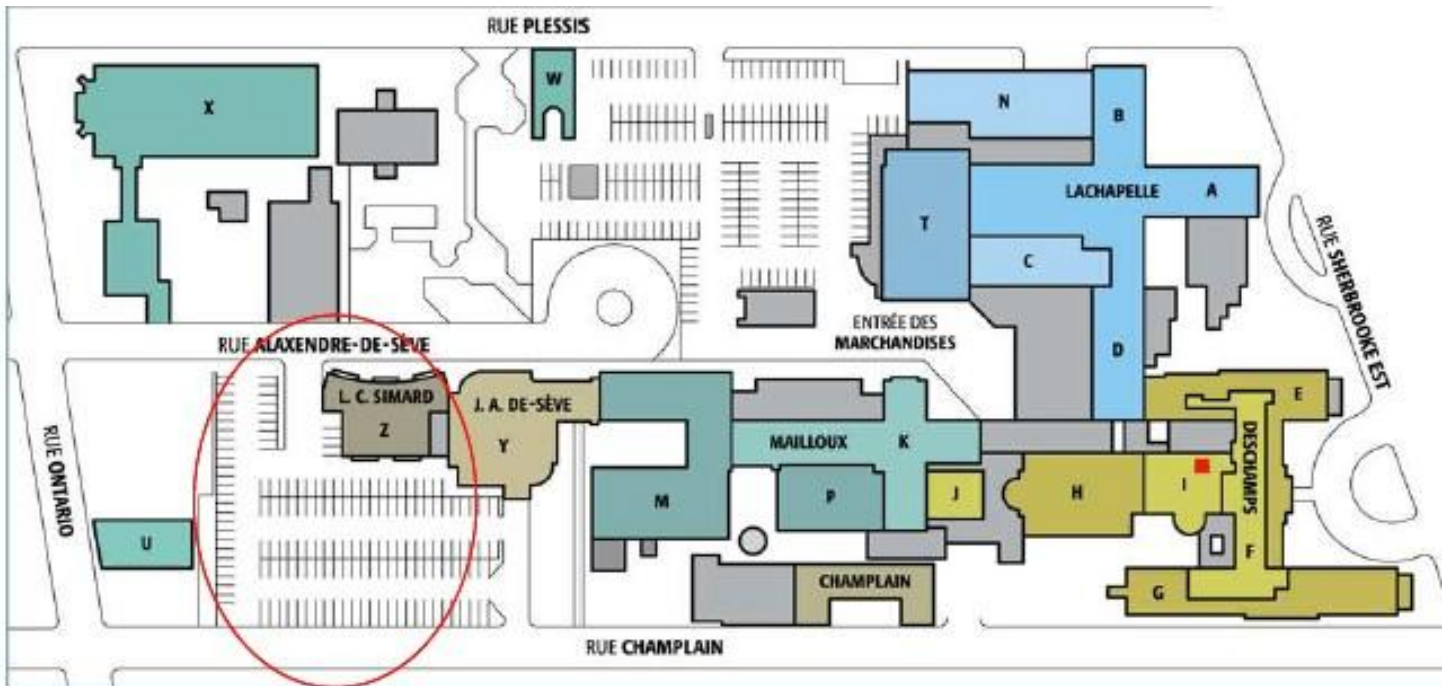 RUE PLESSIS
X
W
N
B
LACHAPELLE
A
T
C
RUE SHERBROOKE EST
ENTRÉE DES
MARCHANDISES
D
RUE ALAXENDRE-DE-SÈVE
L. C. SIMARD
Z
J. A. DE-SÈVE
Y
MAILLOUX
K
E
DESCHAMPS
RUE ONTARIO
M
P
J
H
I
U
F
CHAMPLAIN
G
RUE CHAMPLAIN